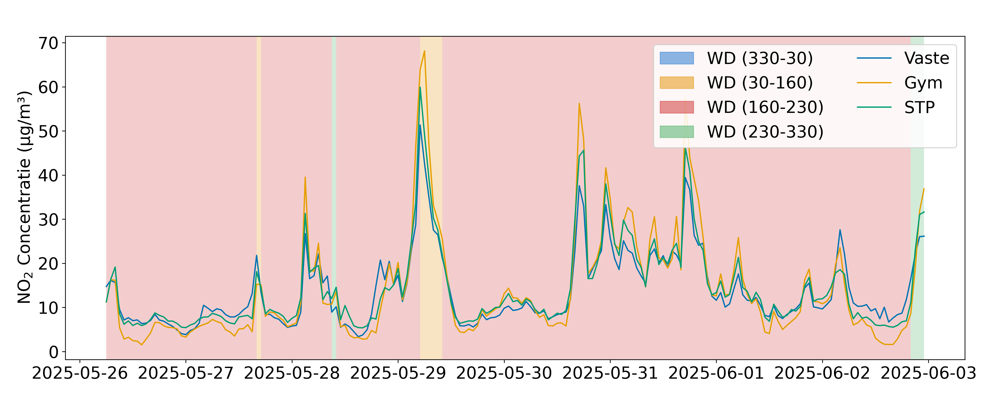 70
60
50
40
30
20
10
0
NO₂ Concentratie (µg/m³)
WD (330-30)
WD (30-160)
WD (160-230)
WD (230-330)
Vaste
Gym
STP
2025-05-26 2025-05-27 2025-05-28 2025-05-29 2025-05-30 2025-05-31 2025-06-01 2025-06-02 2025-06-03